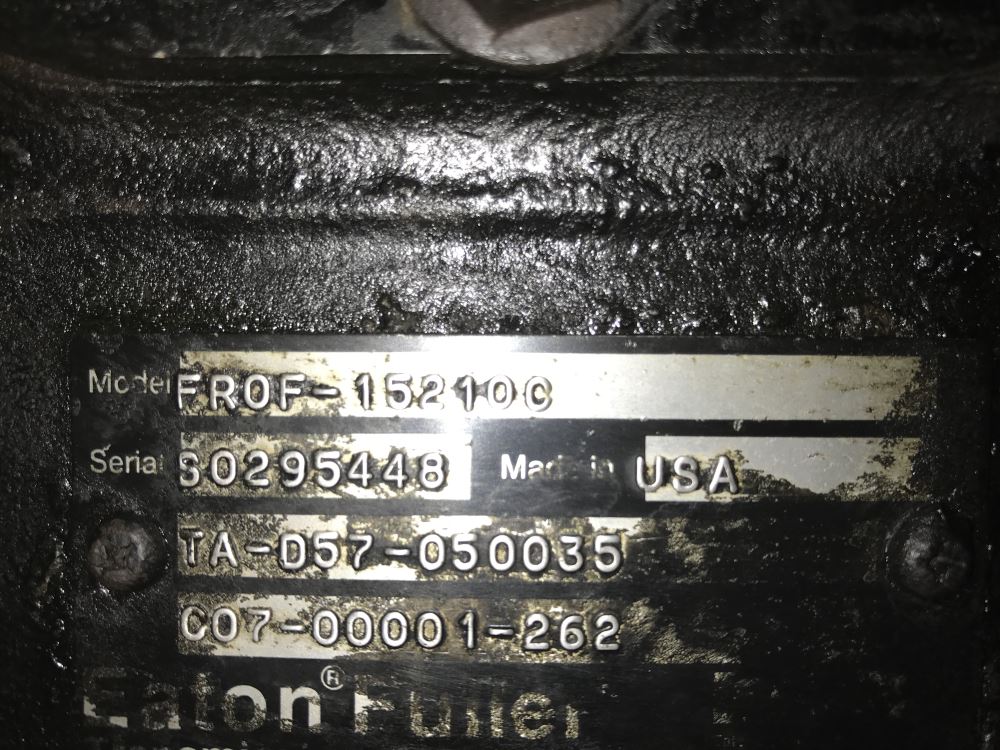 Model FROF-15210C
Serial S0295448 Made in USA
TA-D57-050035
C07-00001-262
Eaton® Fuller